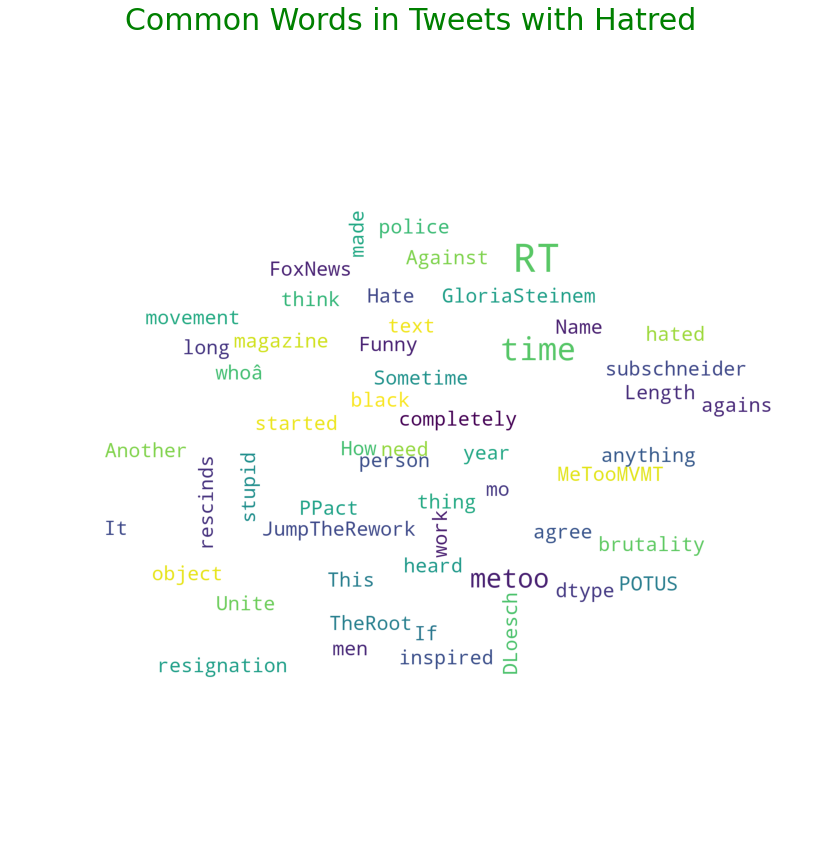 Common Words in Tweets with Hatred
made
police
RT
Against
FoxNews
think
Hate
GloriaSteinem
movement
text
Name
hated
long
magazine
Funny
time
whoâ
Sometime
subschneider
Length
black
agains
started
completely
Another
How
need
person
year
anything
rescinds
stupid
MeTooMVMT
mo
thing
PPact
It
JumpTheRework
work
agree
brutality
heard
object
This
metoo
dtype
POTUS
Unite
TheRoot
If
DLoesch
men
inspired
resignation